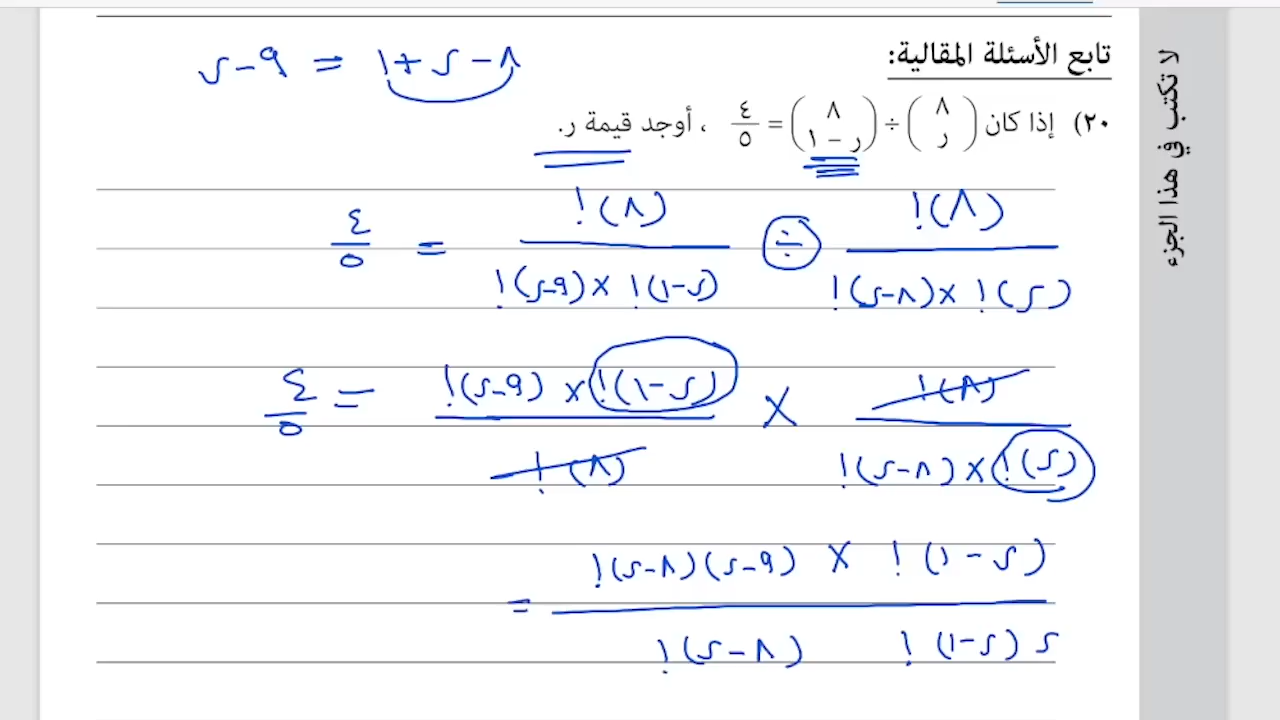 لا تكتب في هذا الجزء
تابع الأسئلة المقالية:
٨ - ر + ١ = ٩ - ر
٢٠) إذا كان (٨ ر) ÷ (٨ ر - ١) = ٤/٥ ، أوجد قيمة ر.
(٨)! / (ر)! × (٨-ر)! ÷ (٨)! / (ر-١)! × (٩-ر)! = ٤/٥
(٨)! / (ر)! × (٨-ر)! × (ر-١)! × (٩-ر)! / (٨)! = ٤/٥
(ر-١)! × (٩-ر)(٨-ر)! / ر(ر-١)! (٨-ر)! =